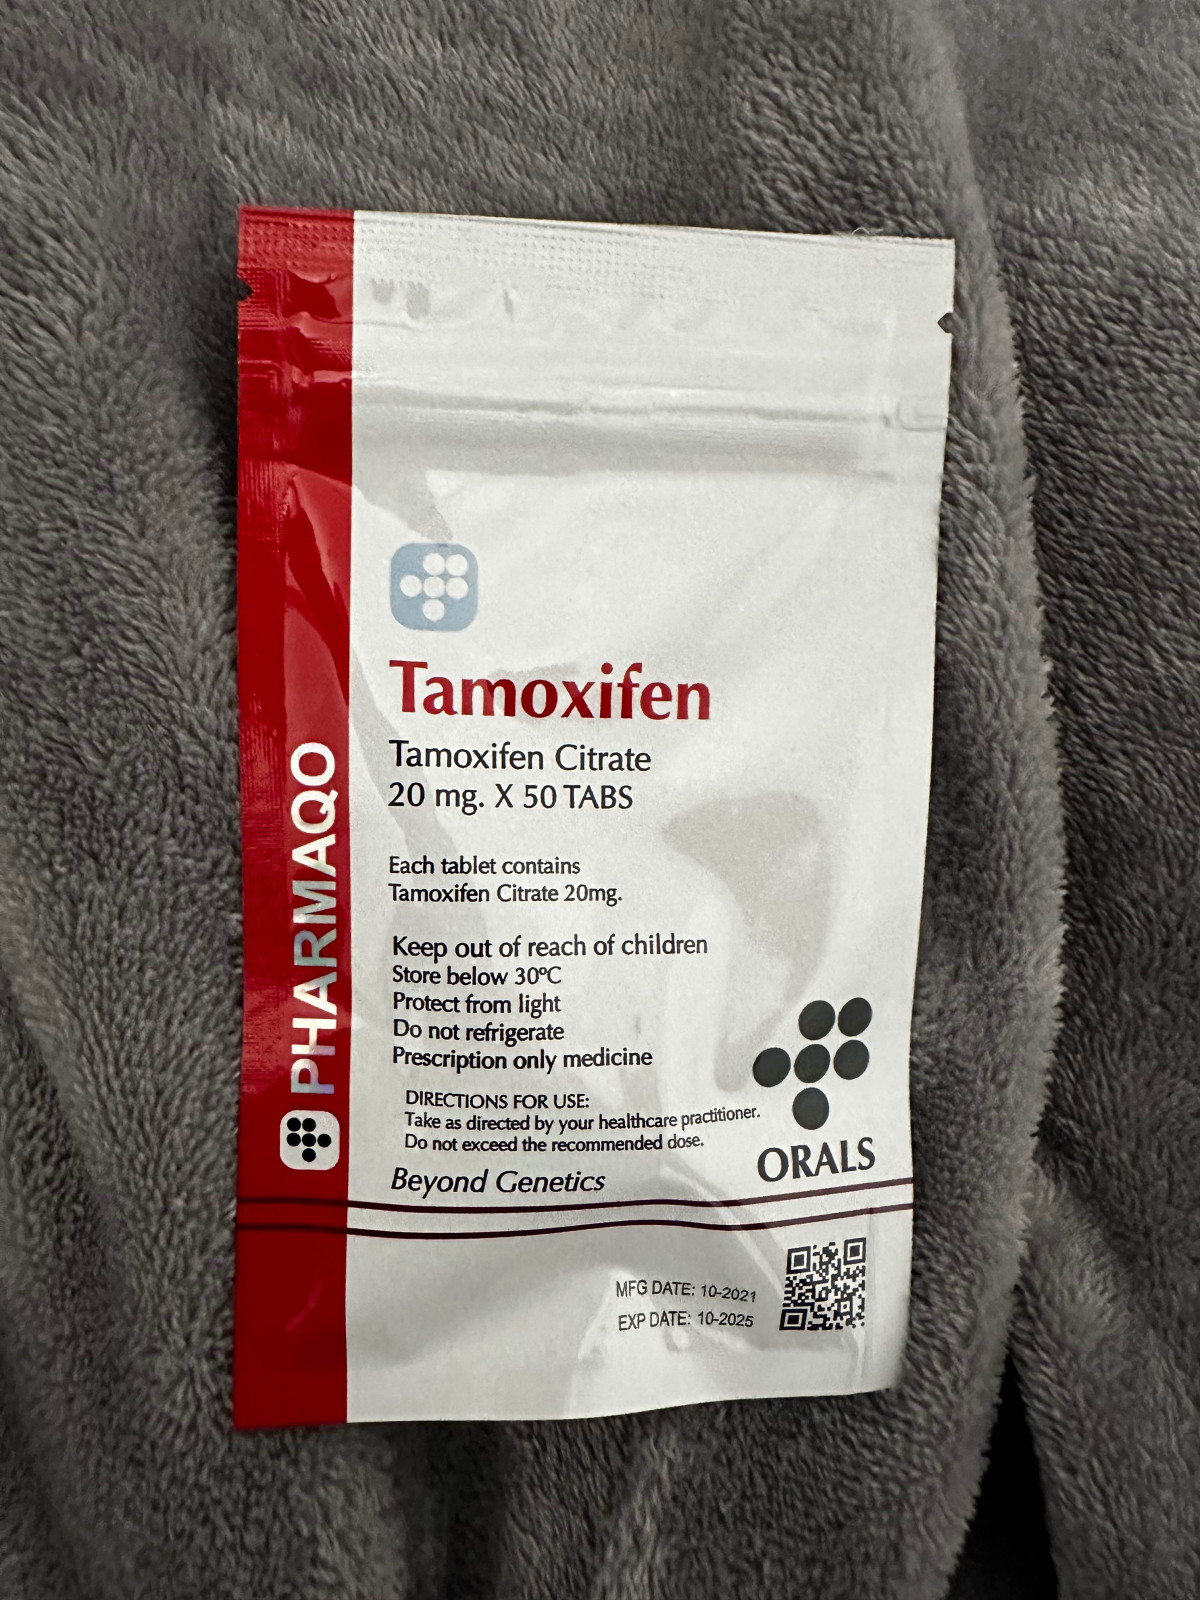 PHARMAQO
Tamoxifen
Tamoxifen Citrate
20 mg. X 50 TABS
Each tablet contains
Tamoxifen Citrate 20mg.
Keep out of reach of children
Store below 30ºC
Protect from light
Do not refrigerate
Prescription only medicine
DIRECTIONS FOR USE:
Take as directed by your healthcare practitioner.
Do not exceed the recommended dose.
Beyond Genetics
ORALS
MFG DATE: 10-2021
EXP DATE: 10-2025